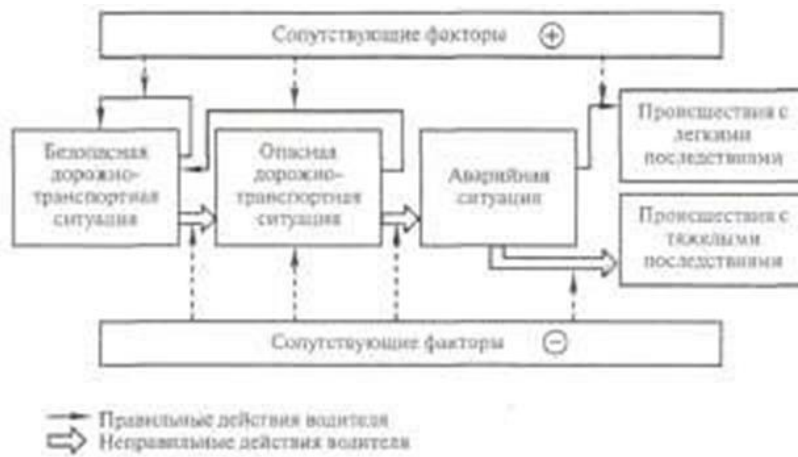 Сопутствующие факторы +
Безопасная
дорожно-
транспортная
ситуация
Опасная
дорожно-
транспортная
ситуация
Аварийная
ситуация
Происшествия с
легкими
последствиями
Происшествия с
тяжелыми
последствиями
Сопутствующие факторы −
Правильные действия водителя
Неправильные действия водителя